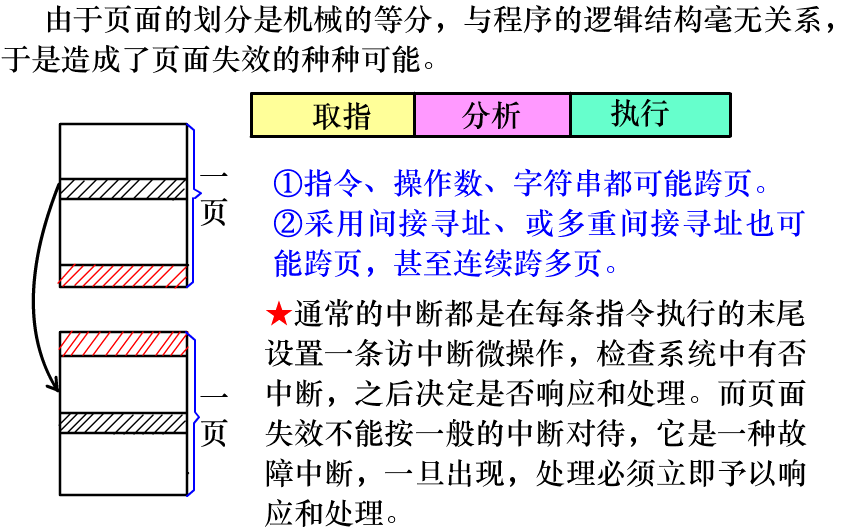 由于页面的划分是机械的等分，与程序的逻辑结构毫无关系，
于是造成了页面失效的种种可能。
取指 分析 执行
一
页
①指令、操作数、字符串都可能跨页。
②采用间接寻址、或多重间接寻址也可
能跨页，甚至连续跨多页。
★通常的中断都是在每条指令执行的末尾
设置一条访中断微操作，检查系统中有否
中断，之后决定是否响应和处理。而页面
失效不能按一般的中断对待，它是一种故
障中断，一旦出现，处理必须立即予以响
应和处理。
一
页